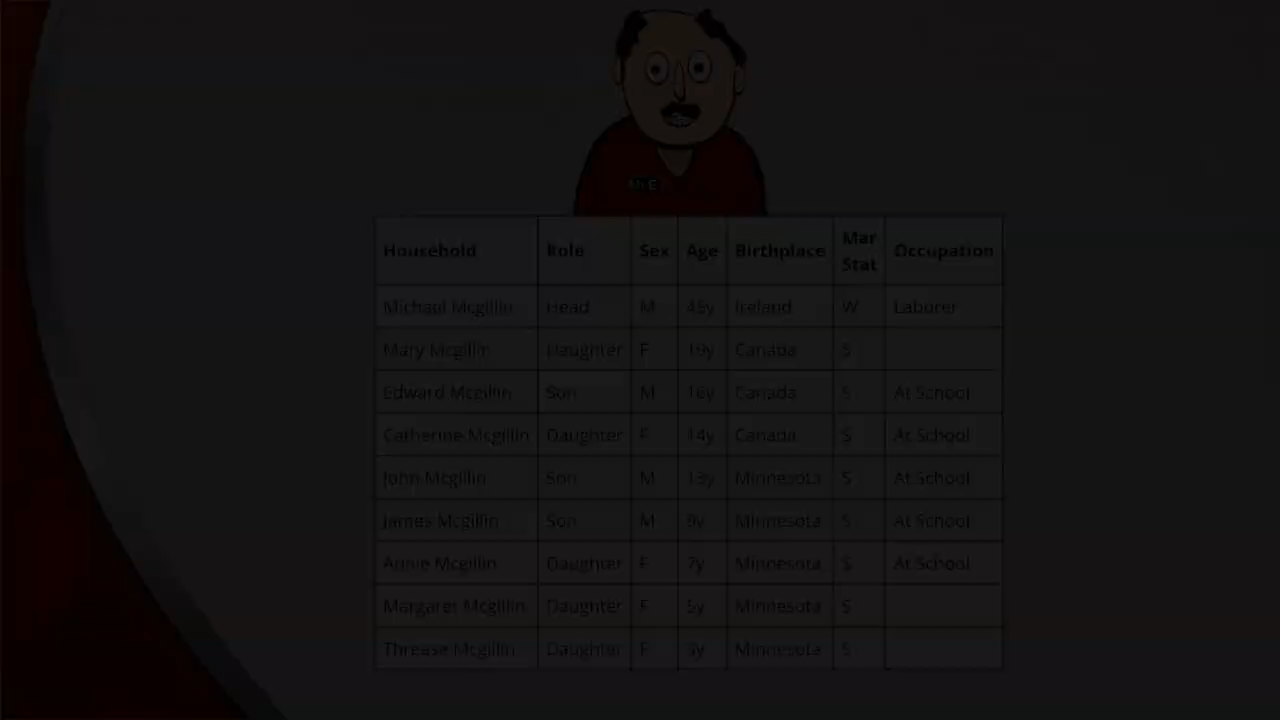 Mr E
Household Role Sex Age Birthplace Mar Stat Occupation
Michael Mcgillin Head M 45y Ireland W Laborer
Mary Mcgillin Daughter F 19y Canada S
Edward Mcgillin Son M 16y Canada S At School
Catherine Mcgillin Daughter F 14y Canada S At School
John Mcgillin Son M 13y Minnesota S At School
James Mcgillin Son M 9y Minnesota S At School
Annie Mcgillin Daughter F 7y Minnesota S At School
Margaret Mcgillin Daughter F 5y Minnesota S
Threase Mcgillin Daughter F 3y Minnesota S